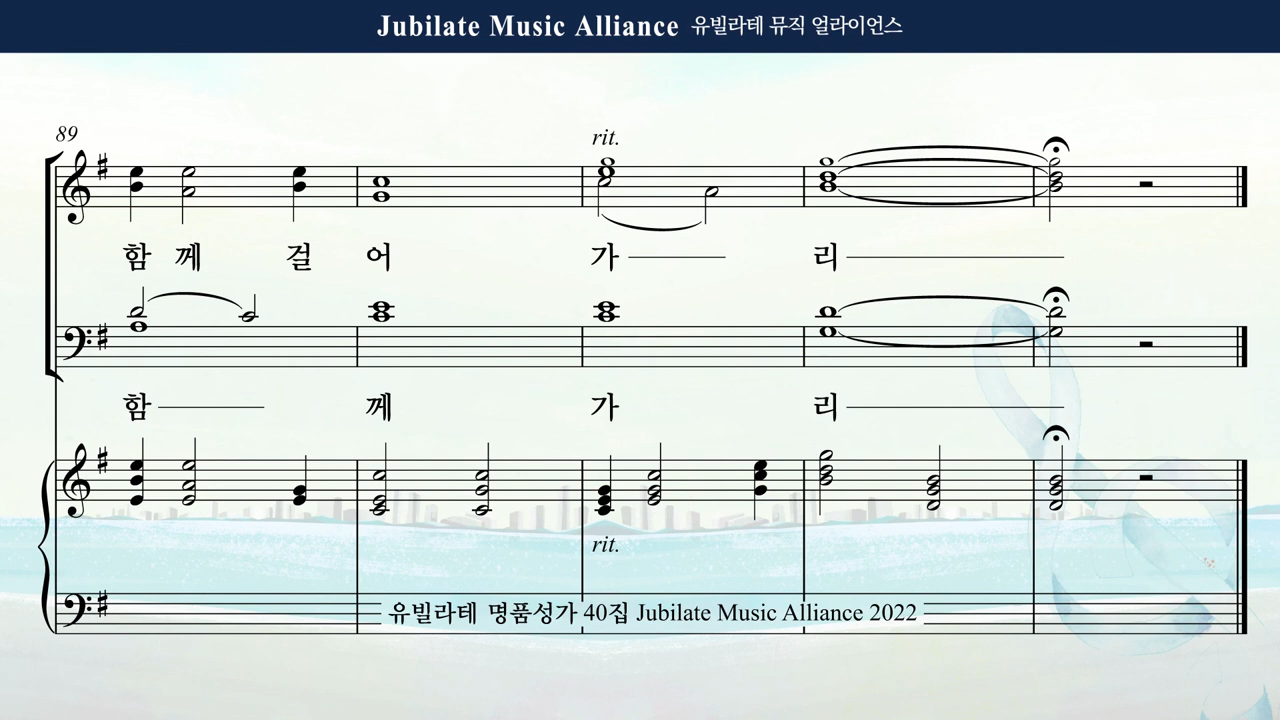 Jubilate Music Alliance 유빌라테 뮤직 얼라이언스
89
rit.
함 께 걸 어 가 리
함 께 가 리
rit.
유빌라테 명품성가 40집 Jubilate Music Alliance 2022